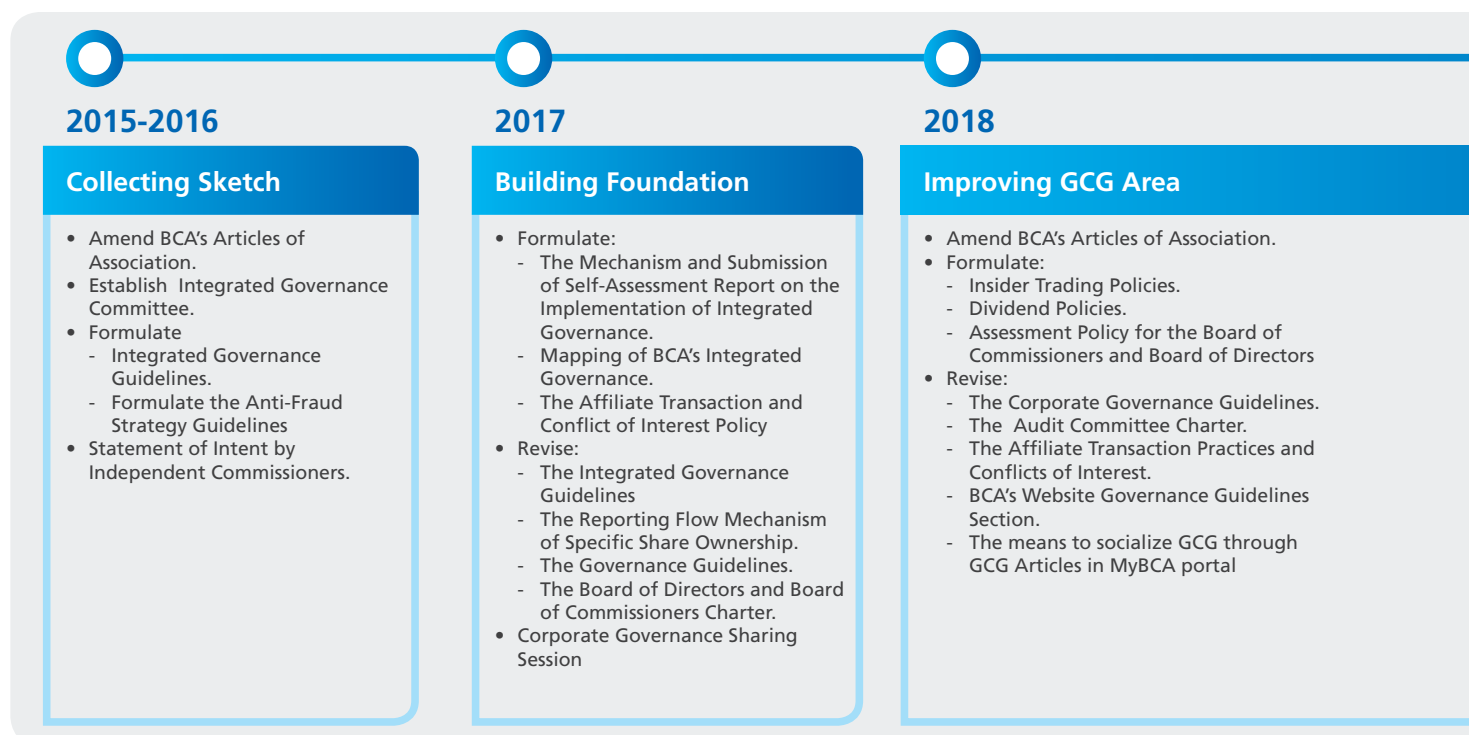 2015-2016
Collecting Sketch
• Amend BCA's Articles of
Association.
• Establish Integrated Governance
Committee.
• Formulate
- Integrated Governance
Guidelines.
- Formulate the Anti-Fraud
Strategy Guidelines
• Statement of Intent by
Independent Commissioners.
2017
Building Foundation
• Formulate:
- The Mechanism and Submission
of Self-Assessment Report on the
Implementation of Integrated
Governance.
- Mapping of BCA's Integrated
Governance.
- The Affiliate Transaction and
Conflict of Interest Policy
• Revise:
- The Integrated Governance
Guidelines
- The Reporting Flow Mechanism
of Specific Share Ownership.
- The Governance Guidelines.
- The Board of Directors and Board
of Commissioners Charter.
• Corporate Governance Sharing
Session
2018
Improving GCG Area
• Amend BCA's Articles of Association.
• Formulate:
- Insider Trading Policies.
- Dividend Policies.
- Assessment Policy for the Board of
Commissioners and Board of Directors
• Revise:
- The Corporate Governance Guidelines.
- The Audit Committee Charter.
- The Affiliate Transaction Practices and
Conflicts of Interest.
- BCA's Website Governance Guidelines
Section.
- The means to socialize GCG through
GCG Articles in MyBCA portal